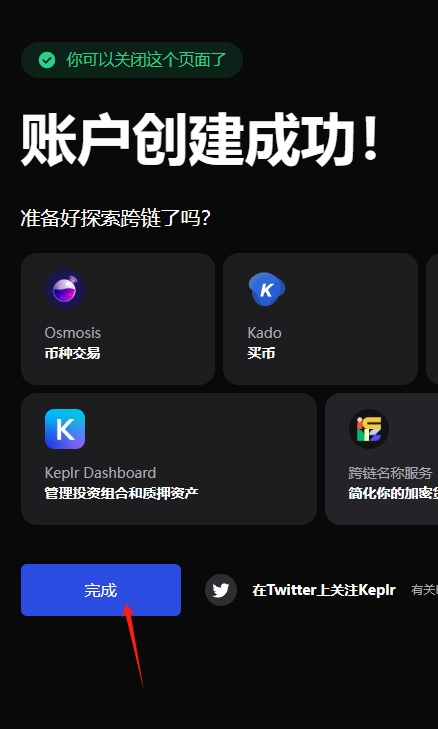 你可以关闭这个页面了
账户创建成功！
准备好探索跨链了吗？
Osmosis
币种交易
Kado
买币
Keplr Dashboard
管理投资组合和质押资产
跨链名称服务
简化你的加密
完成
在Twitter上关注Keplr
有关